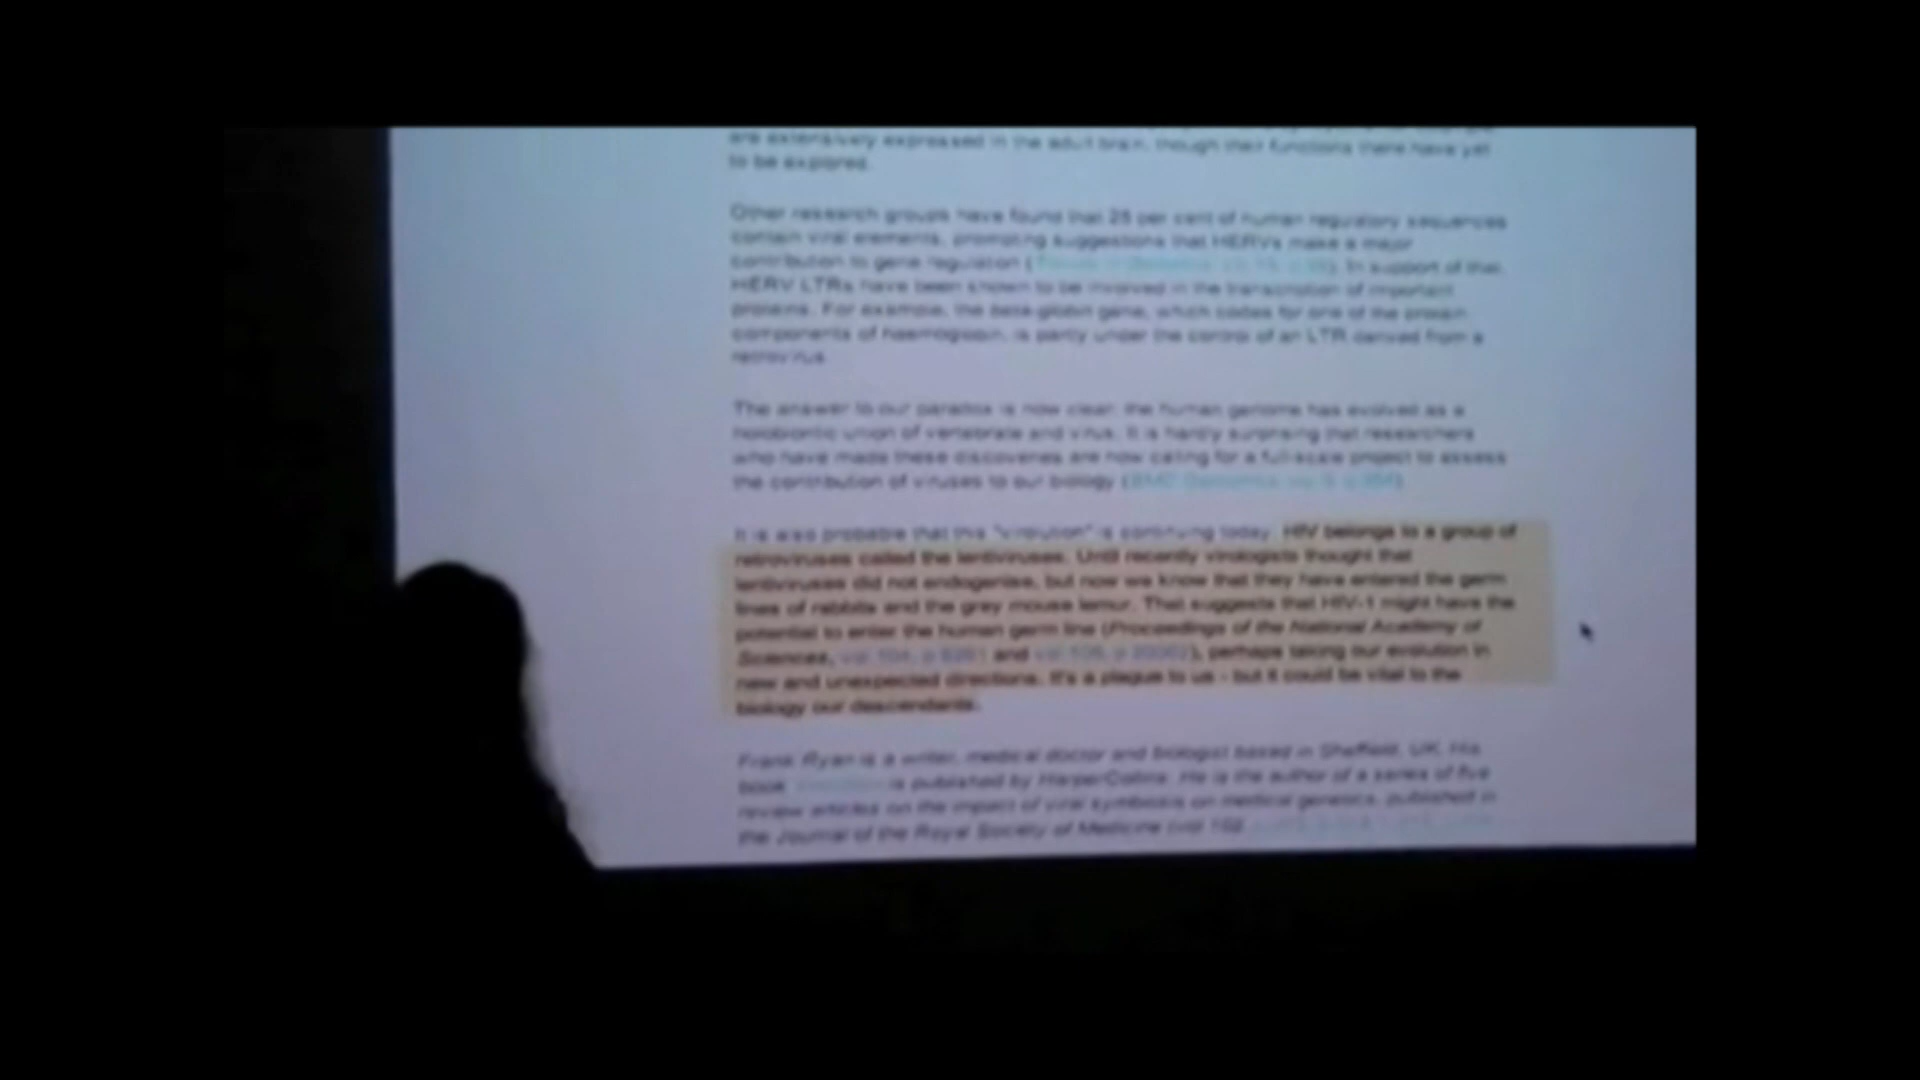 are extensively expressed in the adult brain, though their functions there have yet
to be explored.
Other research groups have found that 25 per cent of human regulatory sequences
contain viral elements, prompting suggestions that HERVs make a major
contribution to gene regulation ( ). In support of that,
HERV LTRs have been shown to be involved in the transcription of important
proteins. For example, the beta-globin gene, which codes for one of the protein
components of haemoglobin, is partly under the control of an LTR derived from a
retrovirus.
The answer to our paradox is now clear: the human genome has evolved as a
holobiontic union of vertebrate and virus. It is hardly surprising that researchers
who have made these discoveries are now calling for a full-scale project to assess
the contribution of viruses to our biology (BMC Genomics,
It is also probable that this "virolution" is continuing today. HIV belongs to a group of
retroviruses called the lentiviruses. Until recently virologists thought that
lentiviruses did not endogenise, but now we know that they have entered the germ
lines of rabbits and the grey mouse lemur. That suggests that HIV-1 might have the
potential to enter the human germ line (Proceedings of the National Academy of
Sciences, vol 104, and vol 105, ), perhaps taking our evolution in
new and unexpected directions. It's a plague to us - but it could be vital to the
biology our descendants.
Frank Ryan is a writer, medical doctor and biologist based in Sheffield, UK. His
book is published by HarperCollins. He is the author of a series of five
review articles on the impact of viral symbiosis on medical genetics, published in
the Journal of the Royal Society of Medicine (vol 102